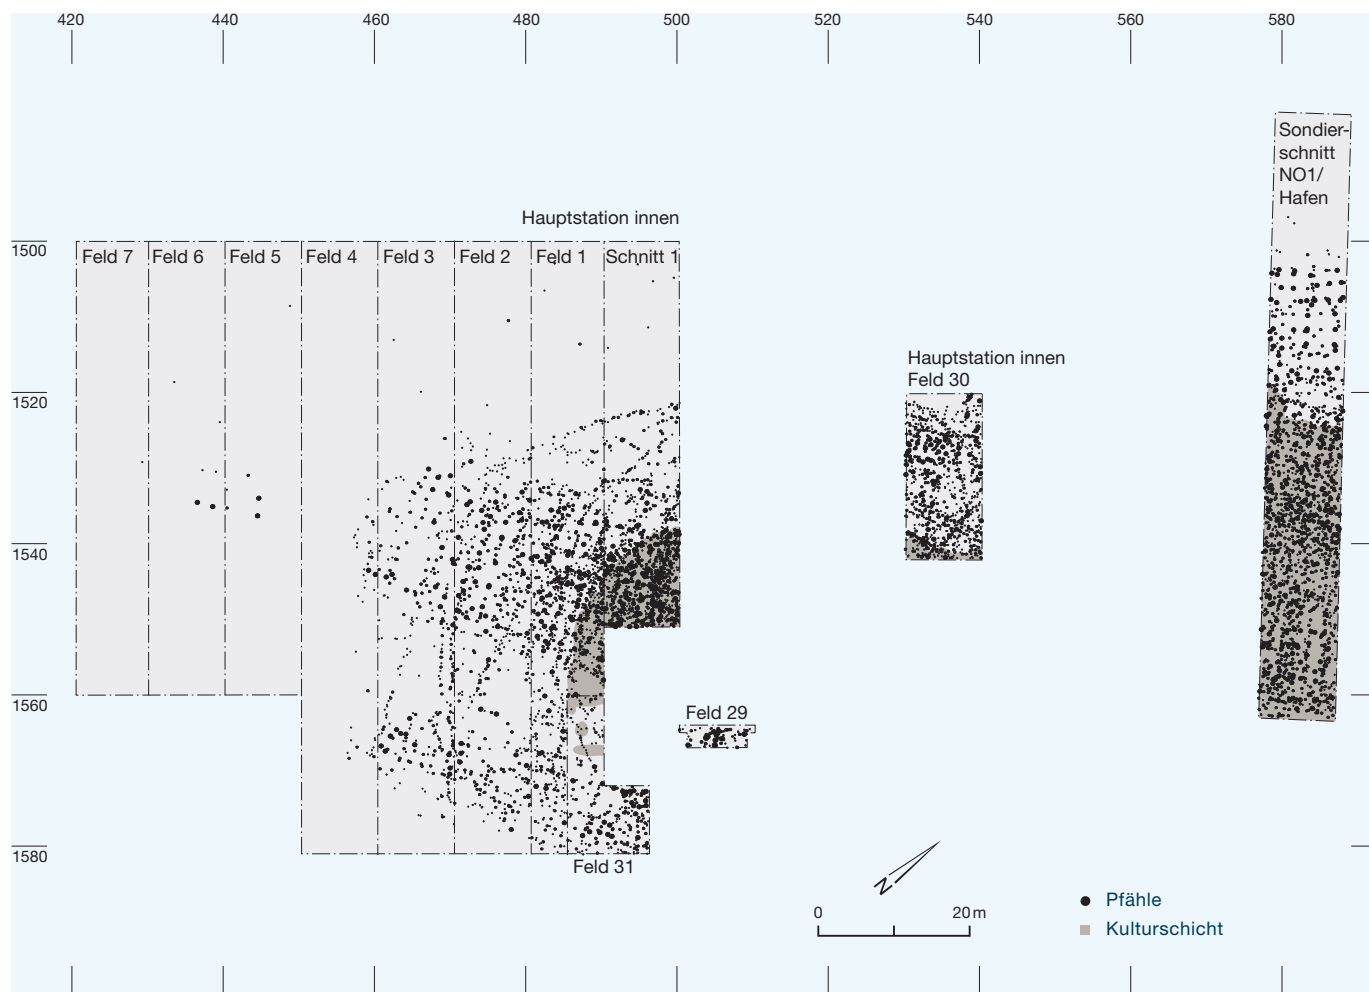 420 440 460 480 500 520 540 560 580
Sondier-
schnitt
NO1/
Hafen
Hauptstation innen
1500
Feld 7 Feld 6 Feld 5 Feld 4 Feld 3 Feld 2 Feld 1 Schnitt 1
Hauptstation innen
Feld 30
1520
1540
1560
Feld 29
1580
Feld 31
N
0 20 m
Pfähle
Kulturschicht